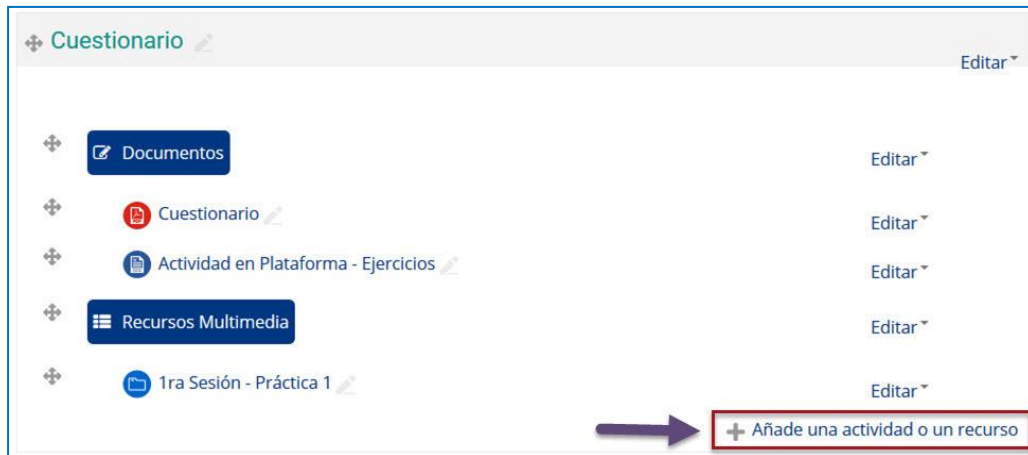 Cuestionario
Editar
Documentos
Editar
Cuestionario
Editar
Actividad en Plataforma - Ejercicios
Editar
Recursos Multimedia
Editar
1ra Sesión - Práctica 1
Editar
Añade una actividad o un recurso